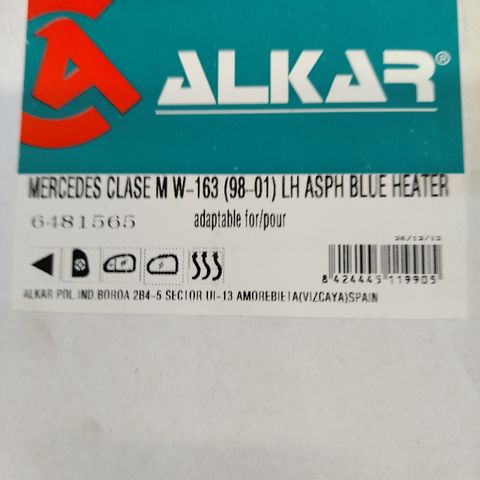 ALKAR®
MERCEDES CLASE M W-163 (98-01) LH ASPH BLUE HEATER
6481565
adaptable for/pour
26/12/12
8 424445 119905
ALKAR POL.IND.BOROA 2B4-5 SECTOR UI-13 AMOREBIETA(VIZCAYA)SPAIN